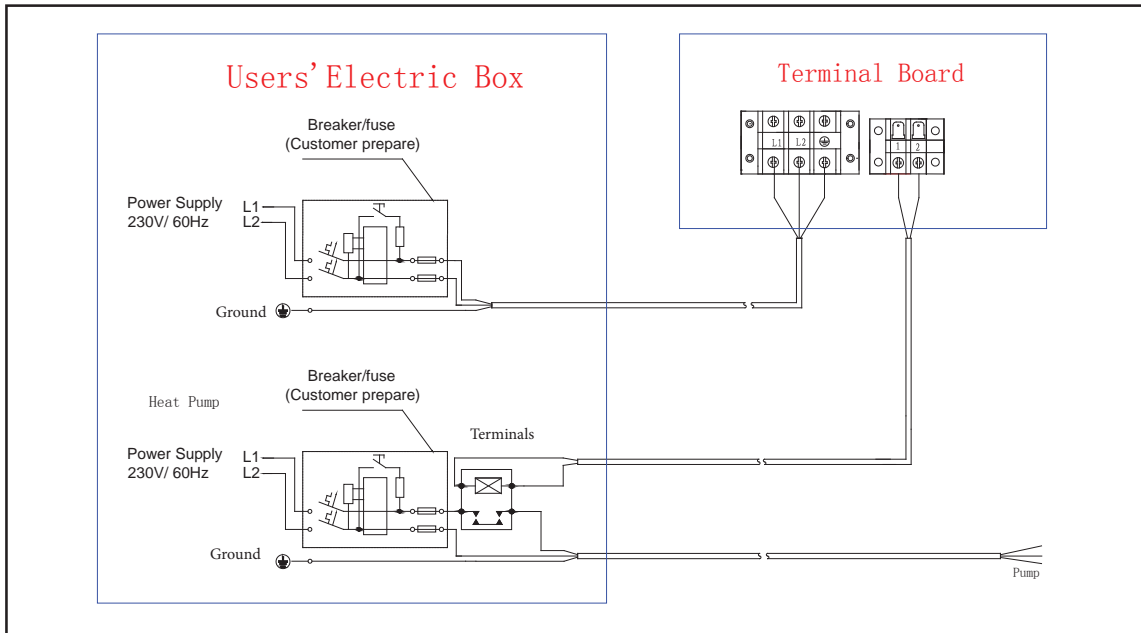 Users' Electric Box
Terminal Board
Breaker/fuse
(Customer prepare)
L1 L2
1 2
Power Supply L1
230V/ 60Hz L2
Ground
Breaker/fuse
(Customer prepare)
Heat Pump
Terminals
Power Supply L1
230V/ 60Hz L2
Ground
Pump